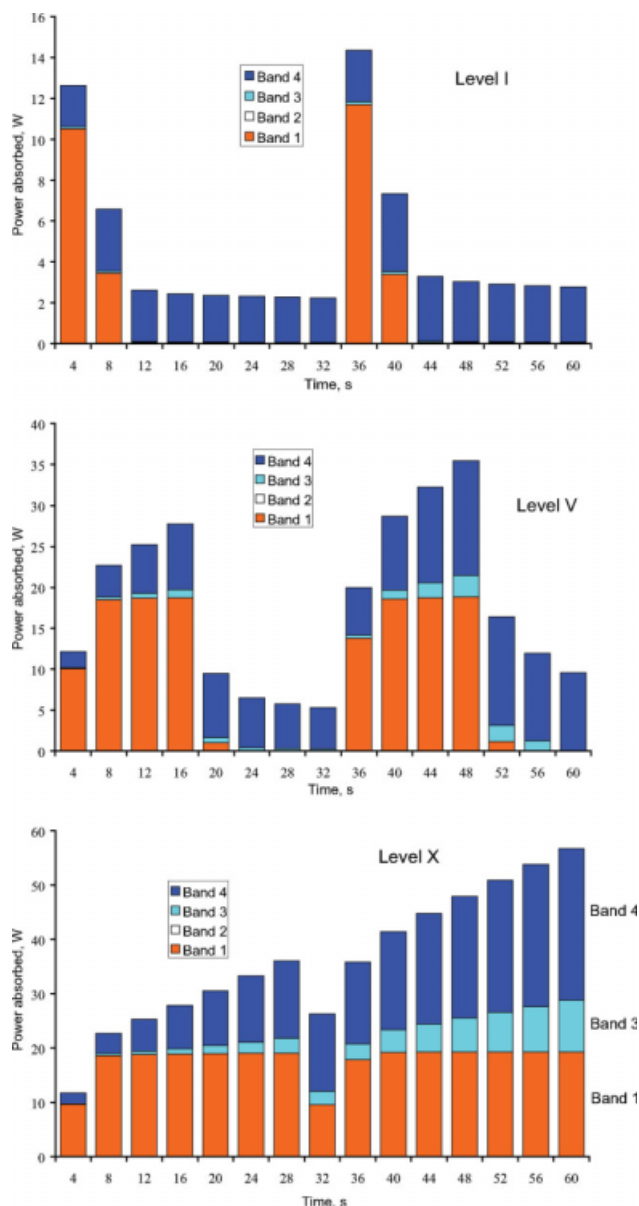 16
14
12
10
8
6
4
2
0
Power absorbed, W
Band 4
Band 3
Band 2
Band 1
Level I
4 8 12 16 20 24 28 32 36 40 44 48 52 56 60
Time, s
40
35
30
25
20
15
10
5
0
Power absorbed, W
Band 4
Band 3
Band 2
Band 1
Level V
4 8 12 16 20 24 28 32 36 40 44 48 52 56 60
Time, s
60
50
40
30
20
10
0
Power absorbed, W
Level X
Band 4
Band 3
Band 2
Band 1
Band 4
Band 3
Band 1
4 8 12 16 20 24 28 32 36 40 44 48 52 56 60
Time, s